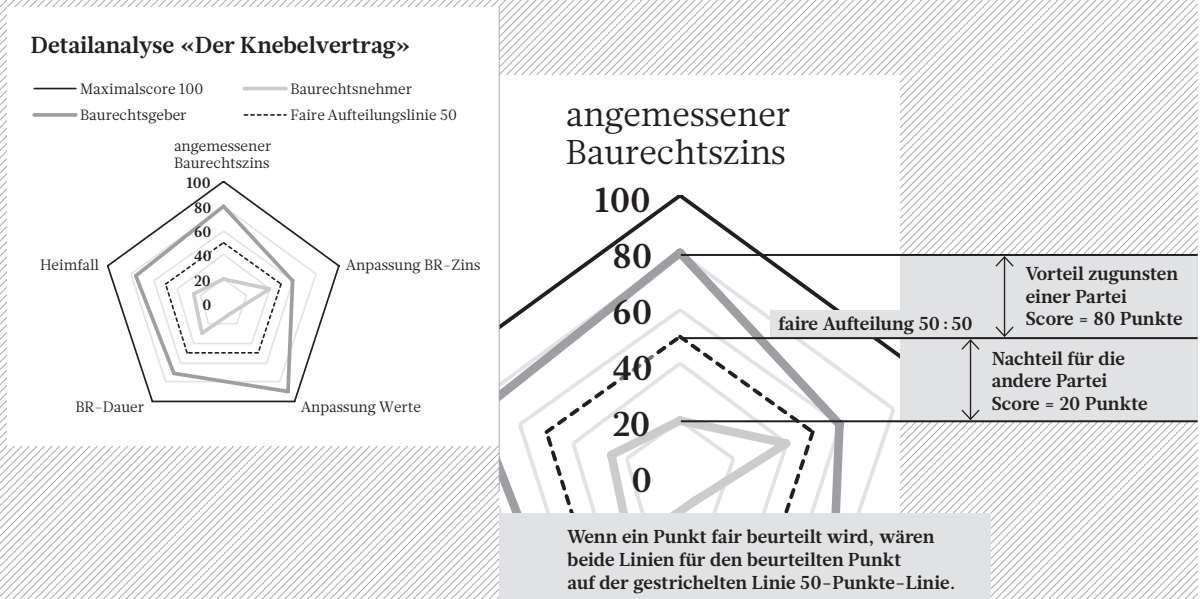 Detailanalyse «Der Knebelvertrag»
Maximalscore 100
Baurechtsnehmer
Baurechtsgeber
Faire Aufteilungslinie 50
angemessener
Baurechtszins
100
80
60
40
20
0
Heimfall
Anpassung BR-Zins
BR-Dauer
Anpassung Werte
angemessener
Baurechtszins
100
80
60
40
20
0
faire Aufteilung 50 : 50
Vorteil zugunsten
einer Partei
Score = 80 Punkte
Nachteil für die
andere Partei
Score = 20 Punkte
Wenn ein Punkt fair beurteilt wird, wären
beide Linien für den beurteilten Punkt
auf der gestrichelten Linie 50-Punkte-Linie.